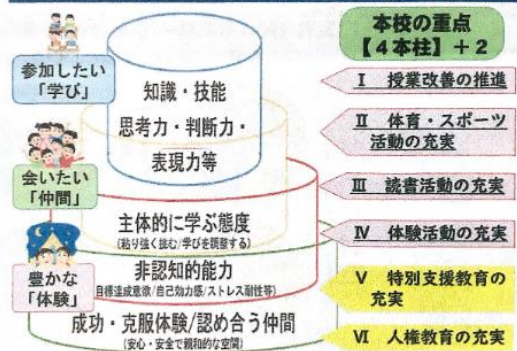 参加したい
「学び」
会いたい
「仲間」
豊かな
「体験」
知識・技能
思考力・判断力・
表現力等
主体的に学ぶ態度
(粘り強く挑む/学びを調整する)
非認知的能力
(目標達成意欲/自己効力感/ストレス耐性等)
成功・克服体験/認め合う仲間
(安心・安全で親和的な空間)
本校の重点
【4本柱】+2
Ⅰ 授業改善の推進
Ⅱ 体育・スポーツ
活動の充実
Ⅲ 読書活動の充実
Ⅳ 体験活動の充実
Ⅴ 特別支援教育の
充実
Ⅵ 人権教育の充実